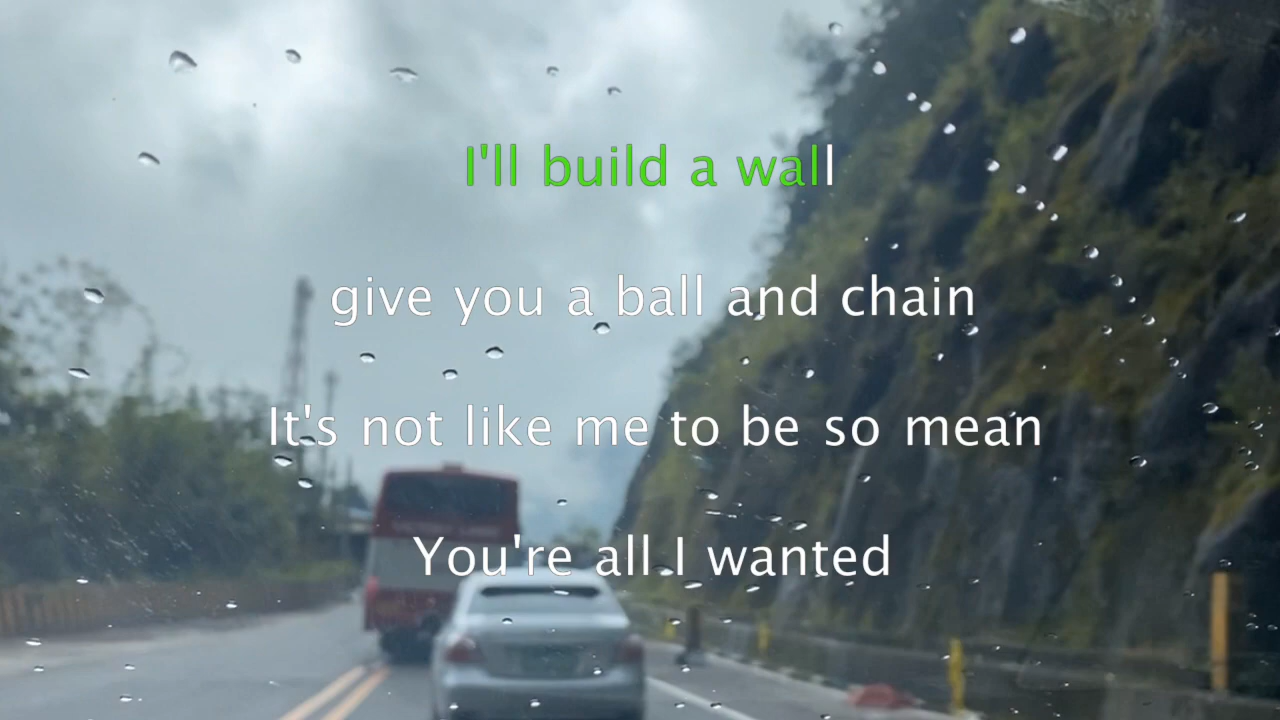 I'll build a wall
give you a ball and chain
It's not like me to be so mean
You're all I wanted